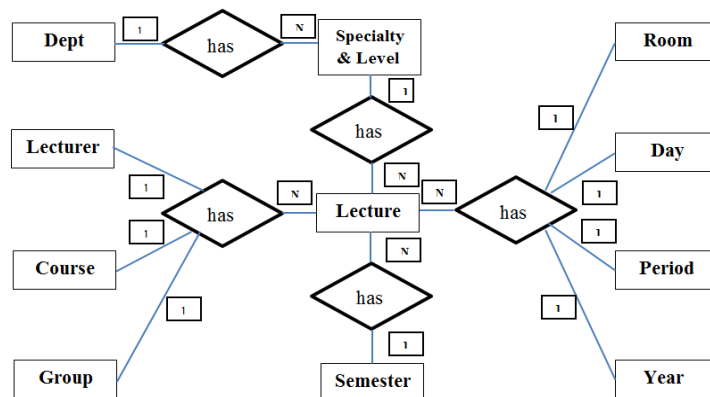 Dept
1
has
N
Specialty
& Level
Room
1
1
has
Lecturer
Day
1
N
1
has
N
Lecture
N
has
1
1
N
Course
Period
has
1
1
1
Group
Semester
Year